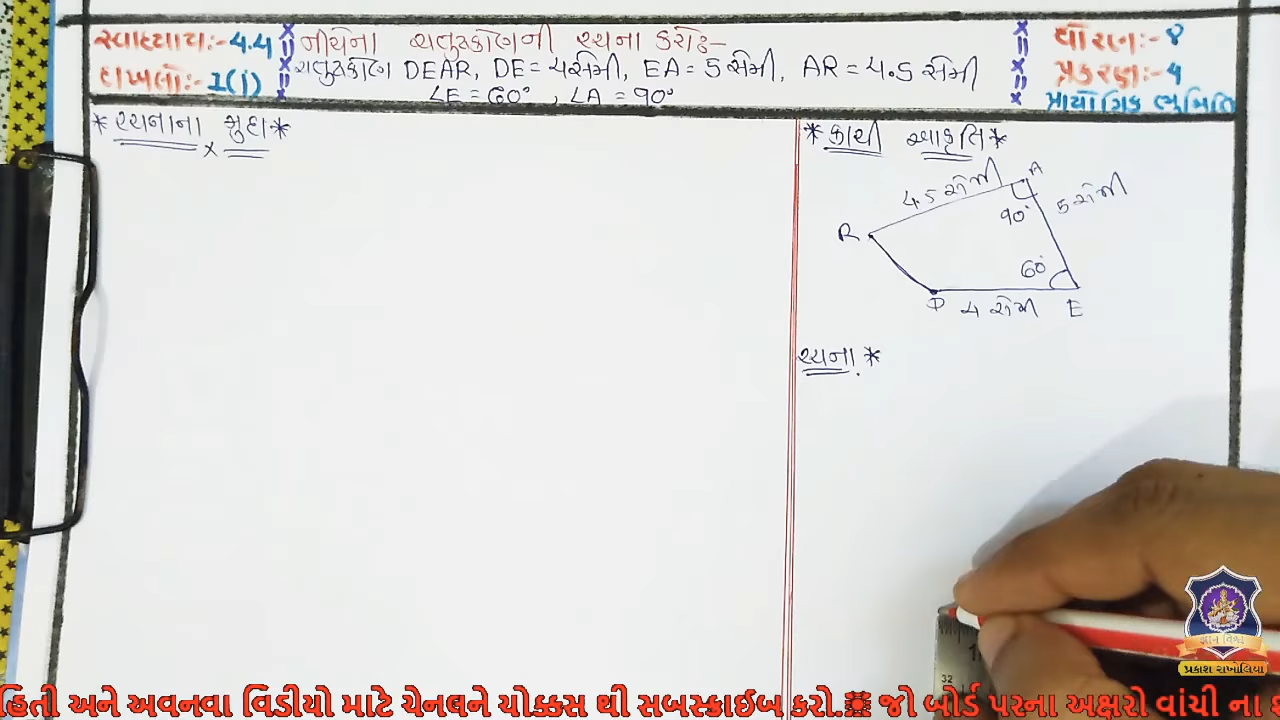 સ્વાધ્યાય:- 4.4
દાખલો:- 1(i)
નીચેના ચતુષ્કોણની રચના કરો:-
ચતુષ્કોણ DEAR, DE = 4 સેમી, EA = 5 સેમી, AR = 4.5 સેમી
∠E = 60°, ∠A = 90°
ધોરણ:- 8
પ્રકરણ:- 4
પ્રાયોગિક ભૂમિતિ
* રચનાના મુદ્દા *
* કાચી આકૃતિ *
A
4.5 સેમી
5 સેમી
90°
R
60°
D
4 સેમી
E
રચના *
32
જ્ઞાન વિશ્વ
પ્રકાશ રાખોલિયા
હિતી અને અવનવા વિડીયો માટે ચેનલને ચોક્કસ થી સબસ્ક્રાઈબ કરો. જો બોર્ડ પરના અક્ષરો વાંચી ના